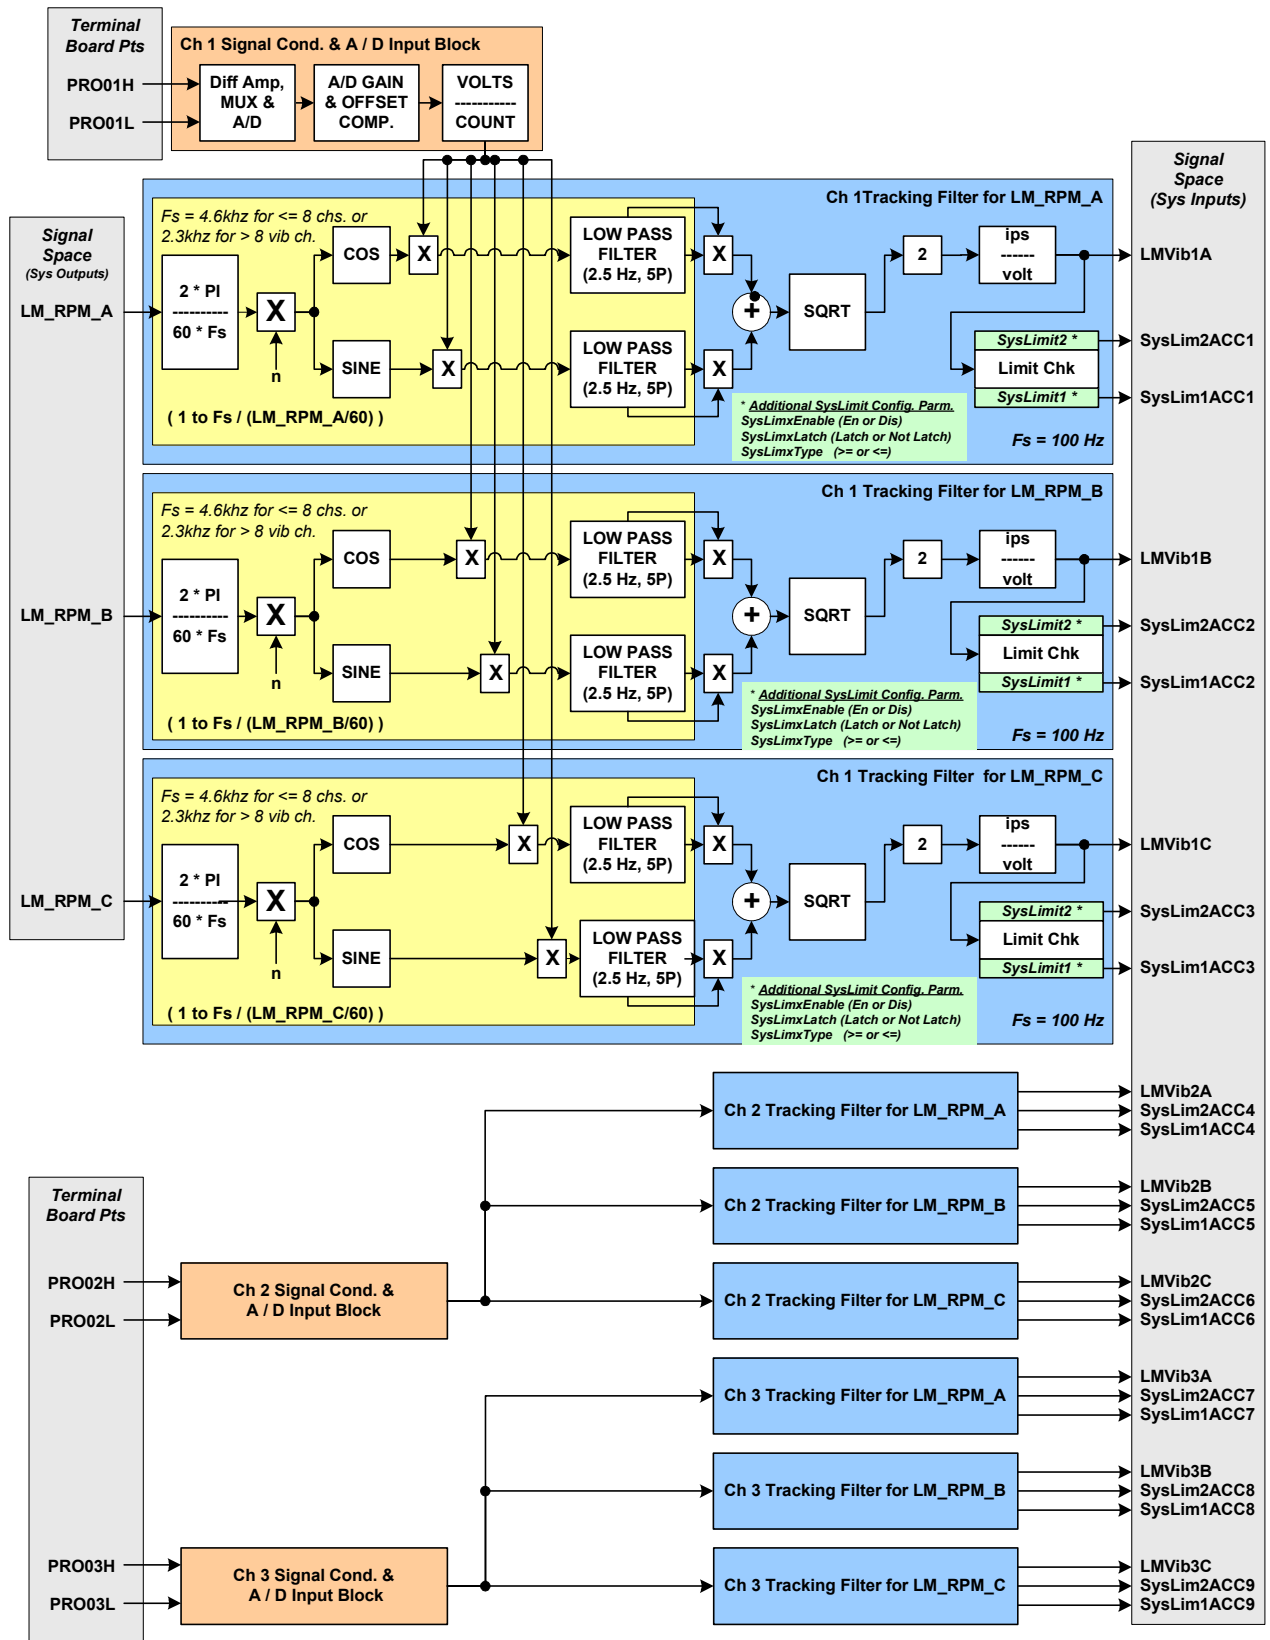 Terminal
Board Pts
PRO01H
PRO01L
Ch 1 Signal Cond. & A / D Input Block
Diff Amp,
MUX &
A/D
A/D GAIN
& OFFSET
COMP.
VOLTS
-----------
COUNT
Signal
Space
(Sys Inputs)
Signal
Space
(Sys Outputs)
LM_RPM_A
LM_RPM_B
LM_RPM_C
Ch 1Tracking Filter for LM_RPM_A
Fs = 4.6khz for <= 8 chs. or
2.3khz for > 8 vib ch.
2 * PI
----------
60 * Fs
X
n
COS
SINE
X
X
LOW PASS
FILTER
(2.5 Hz, 5P)
LOW PASS
FILTER
(2.5 Hz, 5P)
X
X
+
SQRT
2
ips
------
volt
SysLimit2 *
Limit Chk
SysLimit1 *
( 1 to Fs / (LM_RPM_A/60) )
* Additional SysLimit Config. Parm.
SysLimxEnable (En or Dis)
SysLimxLatch (Latch or Not Latch)
SysLimxType (>= or <=)
Fs = 100 Hz
LMVib1A
SysLim2ACC1
SysLim1ACC1
Ch 1 Tracking Filter for LM_RPM_B
Fs = 4.6khz for <= 8 chs. or
2.3khz for > 8 vib ch.
2 * PI
----------
60 * Fs
X
n
COS
SINE
X
X
LOW PASS
FILTER
(2.5 Hz, 5P)
LOW PASS
FILTER
(2.5 Hz, 5P)
X
X
+
SQRT
2
ips
------
volt
SysLimit2 *
Limit Chk
SysLimit1 *
( 1 to Fs / (LM_RPM_B/60) )
* Additional SysLimit Config. Parm.
SysLimxEnable (En or Dis)
SysLimxLatch (Latch or Not Latch)
SysLimxType (>= or <=)
Fs = 100 Hz
LMVib1B
SysLim2ACC2
SysLim1ACC2
Ch 1 Tracking Filter for LM_RPM_C
Fs = 4.6khz for <= 8 chs. or
2.3khz for > 8 vib ch.
2 * PI
----------
60 * Fs
X
n
COS
SINE
X
X
LOW PASS
FILTER
(2.5 Hz, 5P)
LOW PASS
FILTER
(2.5 Hz, 5P)
X
X
+
SQRT
2
ips
------
volt
SysLimit2 *
Limit Chk
SysLimit1 *
( 1 to Fs / (LM_RPM_C/60) )
* Additional SysLimit Config. Parm.
SysLimxEnable (En or Dis)
SysLimxLatch (Latch or Not Latch)
SysLimxType (>= or <=)
Fs = 100 Hz
LMVib1C
SysLim2ACC3
SysLim1ACC3
Ch 2 Tracking Filter for LM_RPM_A
LMVib2A
SysLim2ACC4
SysLim1ACC4
Ch 2 Tracking Filter for LM_RPM_B
LMVib2B
SysLim2ACC5
SysLim1ACC5
Terminal
Board Pts
PRO02H
PRO02L
Ch 2 Signal Cond. &
A / D Input Block
Ch 2 Tracking Filter for LM_RPM_C
LMVib2C
SysLim2ACC6
SysLim1ACC6
Ch 3 Tracking Filter for LM_RPM_A
LMVib3A
SysLim2ACC7
SysLim1ACC7
Ch 3 Tracking Filter for LM_RPM_B
LMVib3B
SysLim2ACC8
SysLim1ACC8
PRO03H
PRO03L
Ch 3 Signal Cond. &
A / D Input Block
Ch 3 Tracking Filter for LM_RPM_C
LMVib3C
SysLim2ACC9
SysLim1ACC9